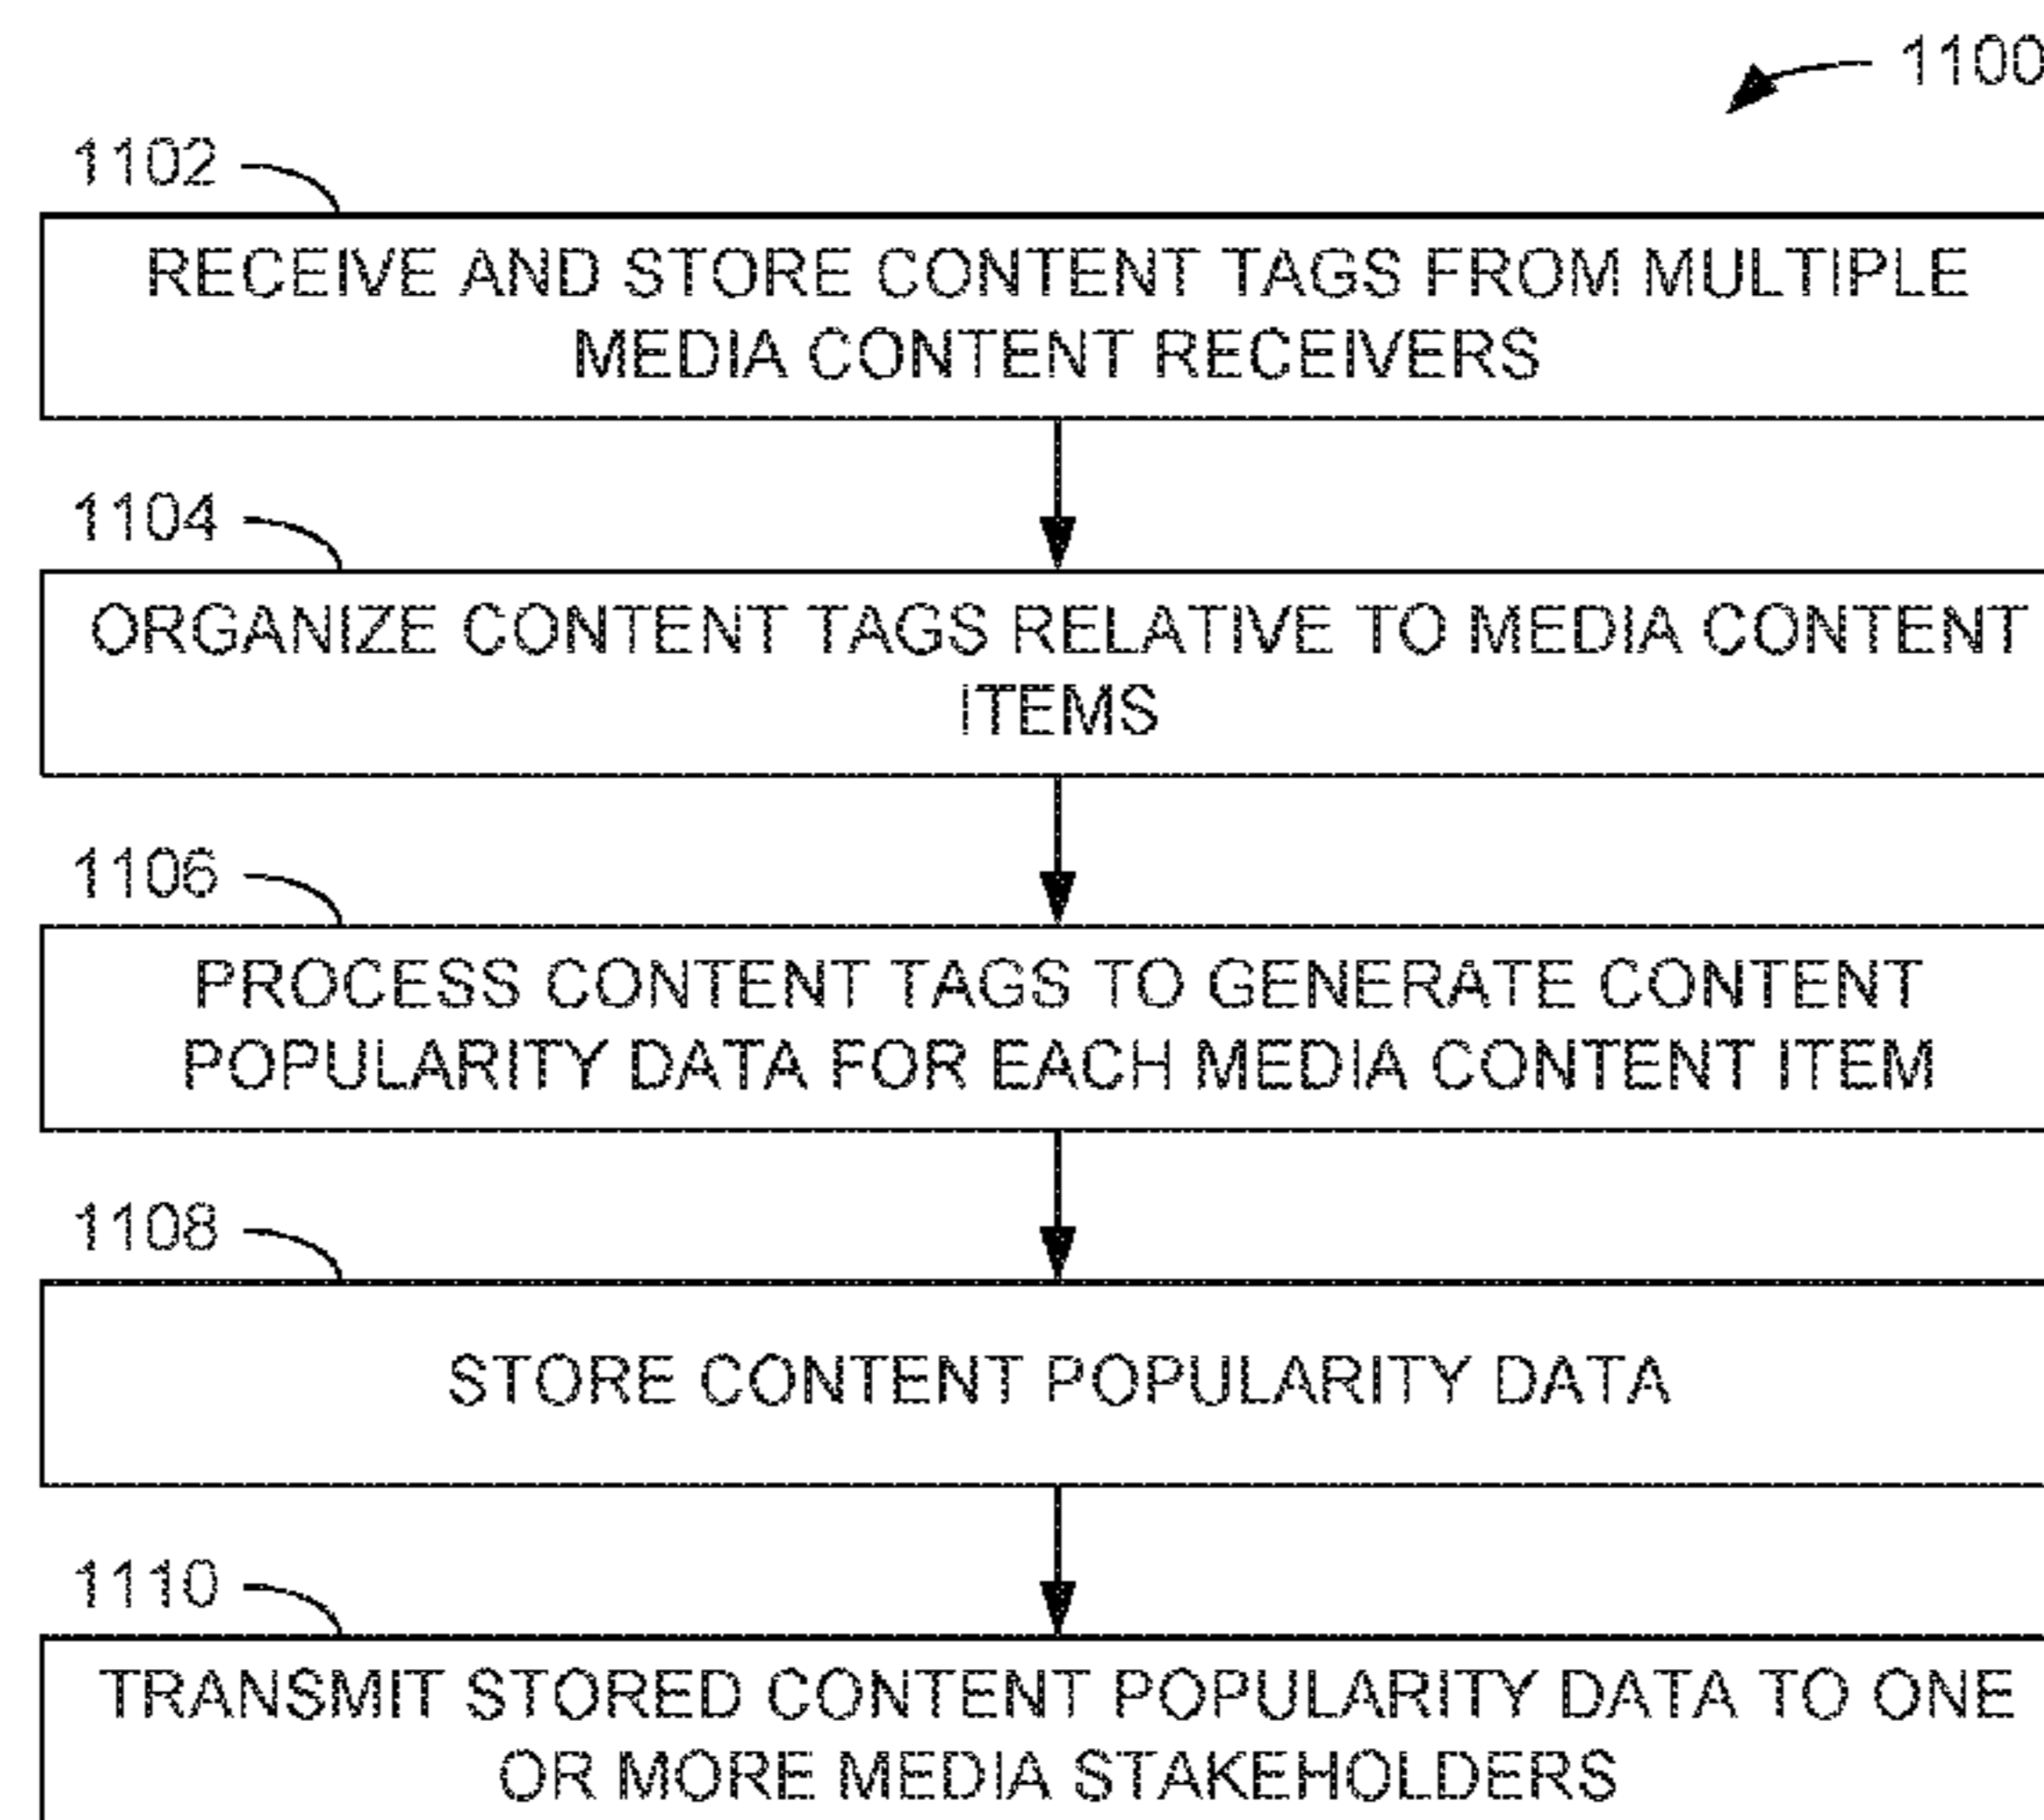 1100
1102
RECEIVE AND STORE CONTENT TAGS FROM MULTIPLE
MEDIA CONTENT RECEIVERS
1104
ORGANIZE CONTENT TAGS RELATIVE TO MEDIA CONTENT
ITEMS
1106
PROCESS CONTENT TAGS TO GENERATE CONTENT
POPULARITY DATA FOR EACH MEDIA CONTENT ITEM
1108
STORE CONTENT POPULARITY DATA
1110
TRANSMIT STORED CONTENT POPULARITY DATA TO ONE
OR MORE MEDIA STAKEHOLDERS